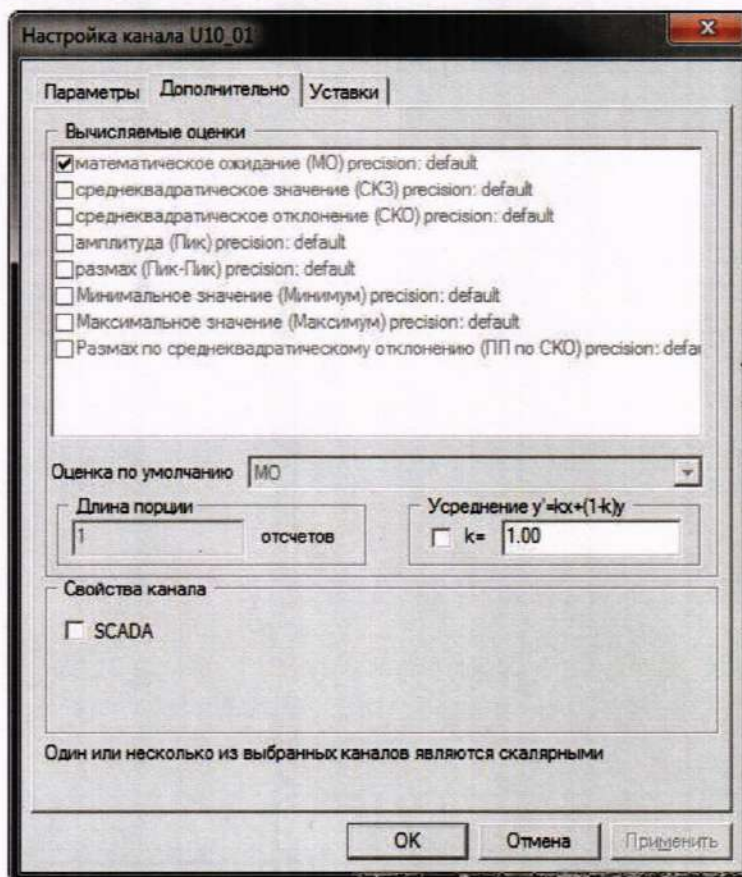 Настройка канала U10_01
Параметры Дополнительно Уставки
Вычисляемые оценки
математическое ожидание (МО) precision: default
среднеквадратическое значение (СКЗ) precision: default
среднеквадратическое отклонение (СКО) precision: default
амплитуда (Пик) precision: default
размах (Пик-Пик) precision: default
Минимальное значение (Минимум) precision: default
Максимальное значение (Максимум) precision: default
Размах по среднеквадратическому отклонению (ПП по СКО) precision: defa
Оценка по умолчанию МО
Длина порции
1 отсчетов
Усреднение y'=kx+(1-k)y
k= 1.00
Свойства канала
SCADA
Один или несколько из выбранных каналов являются скалярными
OK Отмена Применить